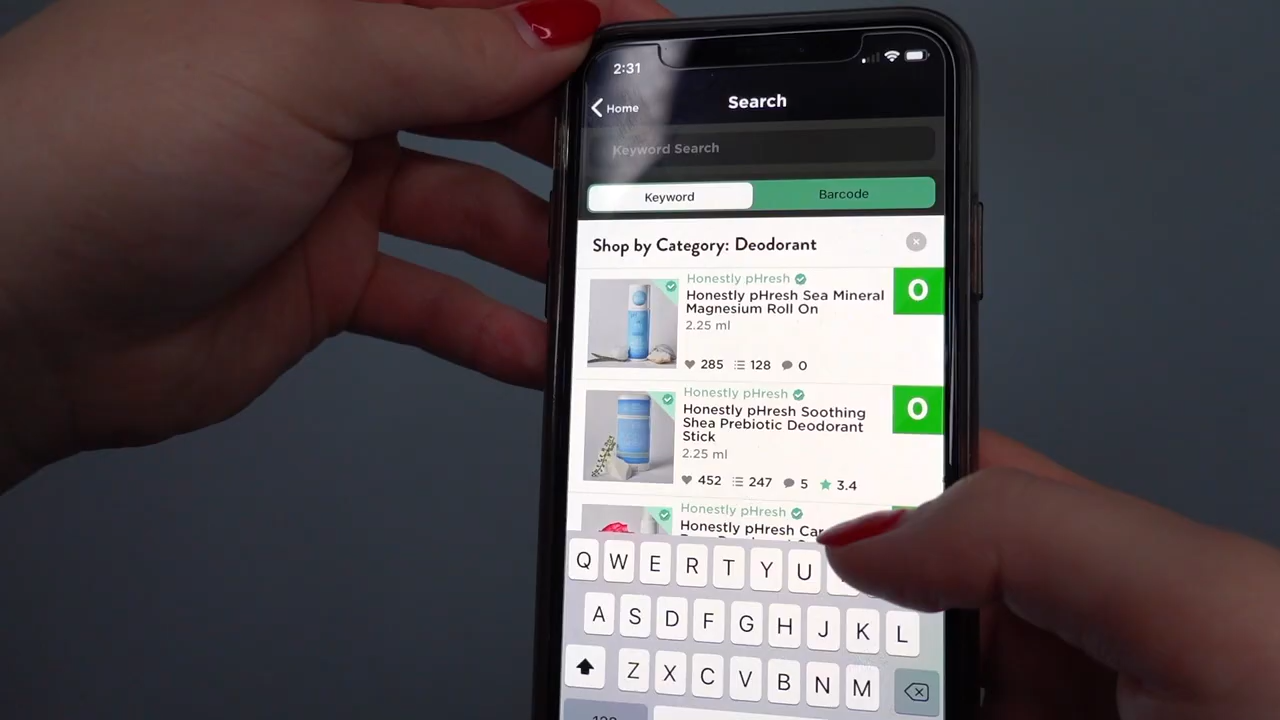 2:31
Home
Search
Keyword Search
Keyword
Barcode
Shop by Category: Deodorant
Honestly pHresh
Honestly pHresh Sea Mineral
Magnesium Roll On
2.25 ml
285
128
0
0
Honestly pHresh
Honestly pHresh Soothing
Shea Prebiotic Deodorant
Stick
2.25 ml
452
247
5
3.4
0
Honestly pHresh
Honestly pHresh
Q W E R T Y U
A S D F G H J K L
Z X C V B N M